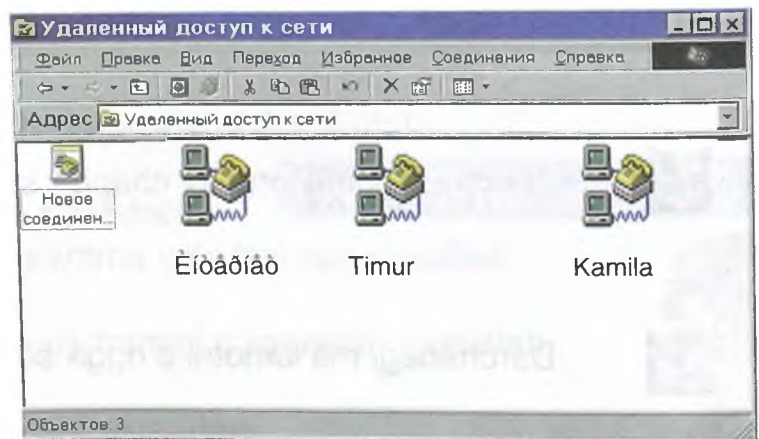 Удаленный доступ к сети
Файл Правка Вид Переход Избранное Соединения Справка
Адрес Удаленный доступ к сети
Новое
соединен...
Èíòåðíåò Timur Kamila
Объектов: 3